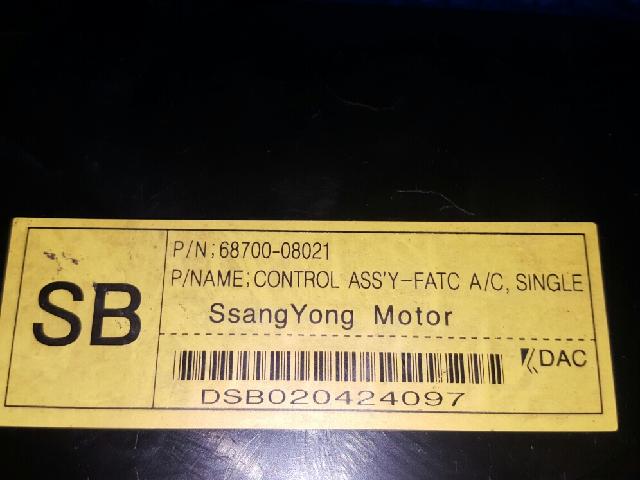 SB
P/N;68700-08021
P/NAME;CONTROL ASS'Y-FATC A/C, SINGLE
SsangYong Motor
DAC
DSB020424097